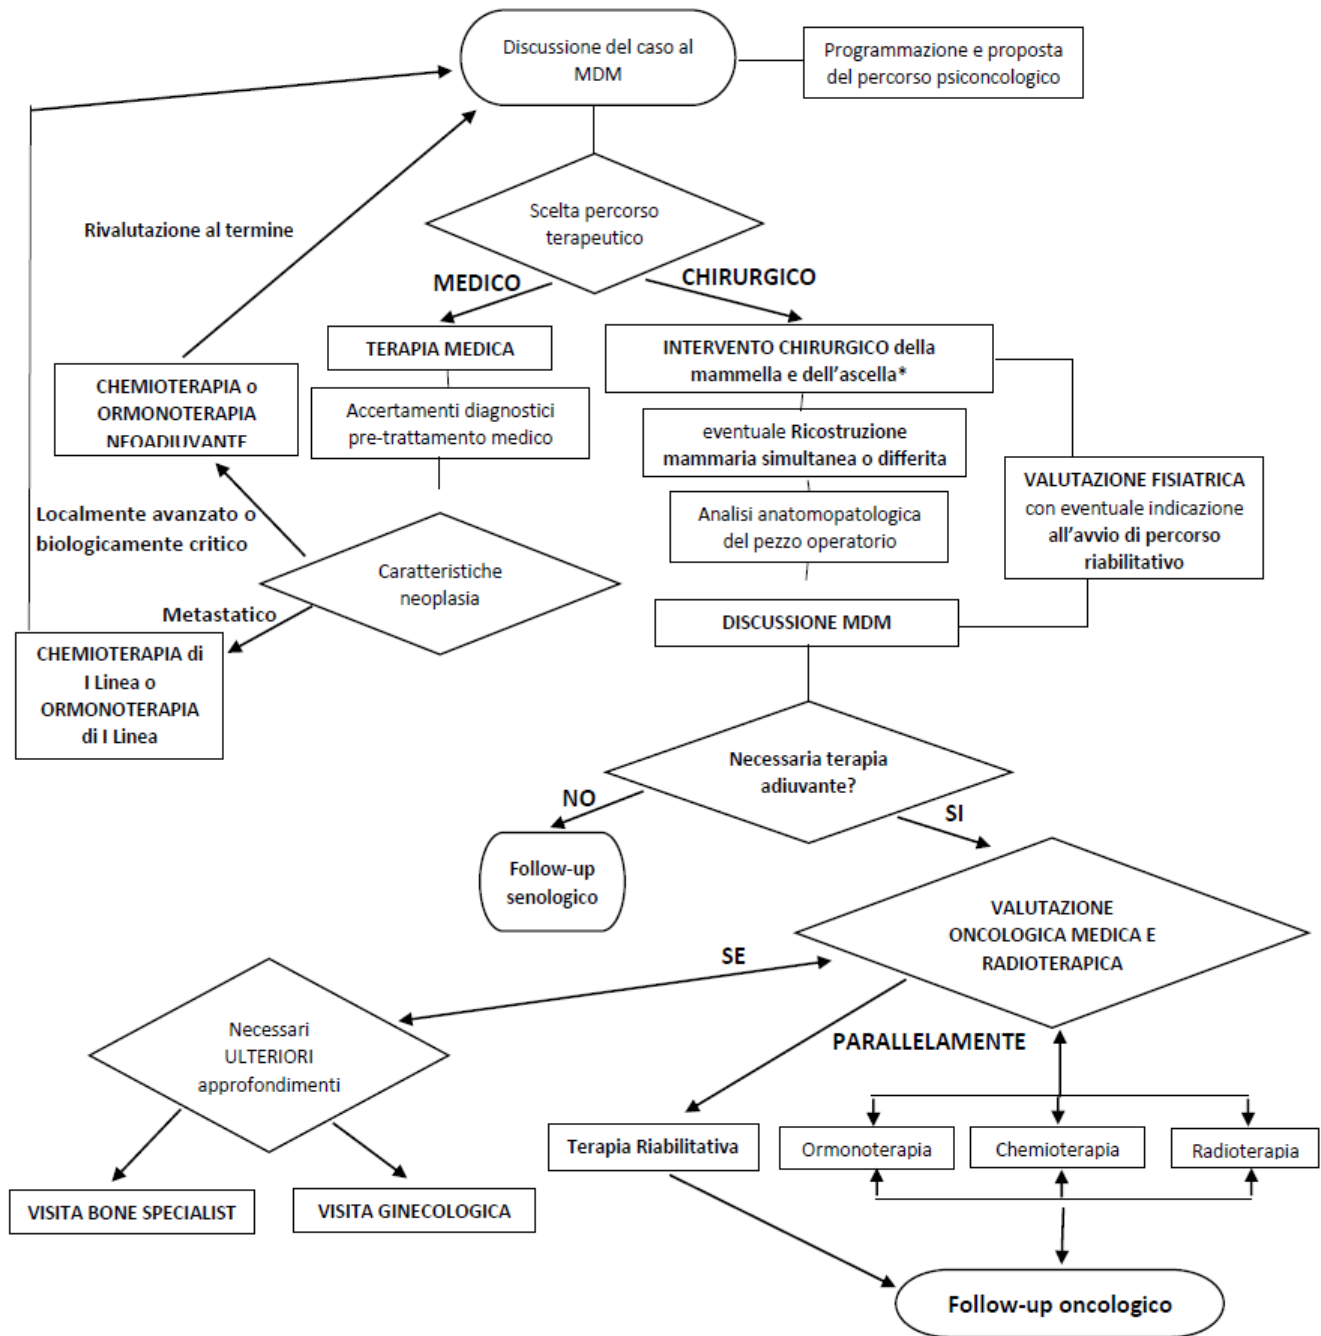 Discussione del caso al
MDM
Programmazione e proposta
del percorso psiconcologico
Rivalutazione al termine
Scelta percorso
terapeutico
MEDICO
CHIRURGICO
TERAPIA MEDICA
INTERVENTO CHIRURGICO della
mammella e dell'ascella*
CHEMIOTERAPIA o
ORMONOTERAPIA
NEOADIUVANTE
Accertamenti diagnostici
pre-trattamento medico
eventuale Ricostruzione
mammaria simultanea o differita
VALUTAZIONE FISIATRICA
con eventuale indicazione
all'avvio di percorso
riabilitativo
Localmente avanzato o
biologicamente critico
Analisi anatomopatologica
del pezzo operatorio
Caratteristiche
neoplasia
Metastatico
DISCUSSIONE MDM
CHEMIOTERAPIA di
I Linea o
ORMONOTERAPIA
di I Linea
Necessaria terapia
adiuvante?
NO
SI
Follow-up
senologico
VALUTAZIONE
ONCOLOGICA MEDICA E
RADIOTERAPICA
SE
Necessari
ULTERIORI
approfondimenti
PARALLELAMENTE
Terapia Riabilitativa
Ormonoterapia
Chemioterapia
Radioterapia
VISITA BONE SPECIALIST
VISITA GINECOLOGICA
Follow-up oncologico